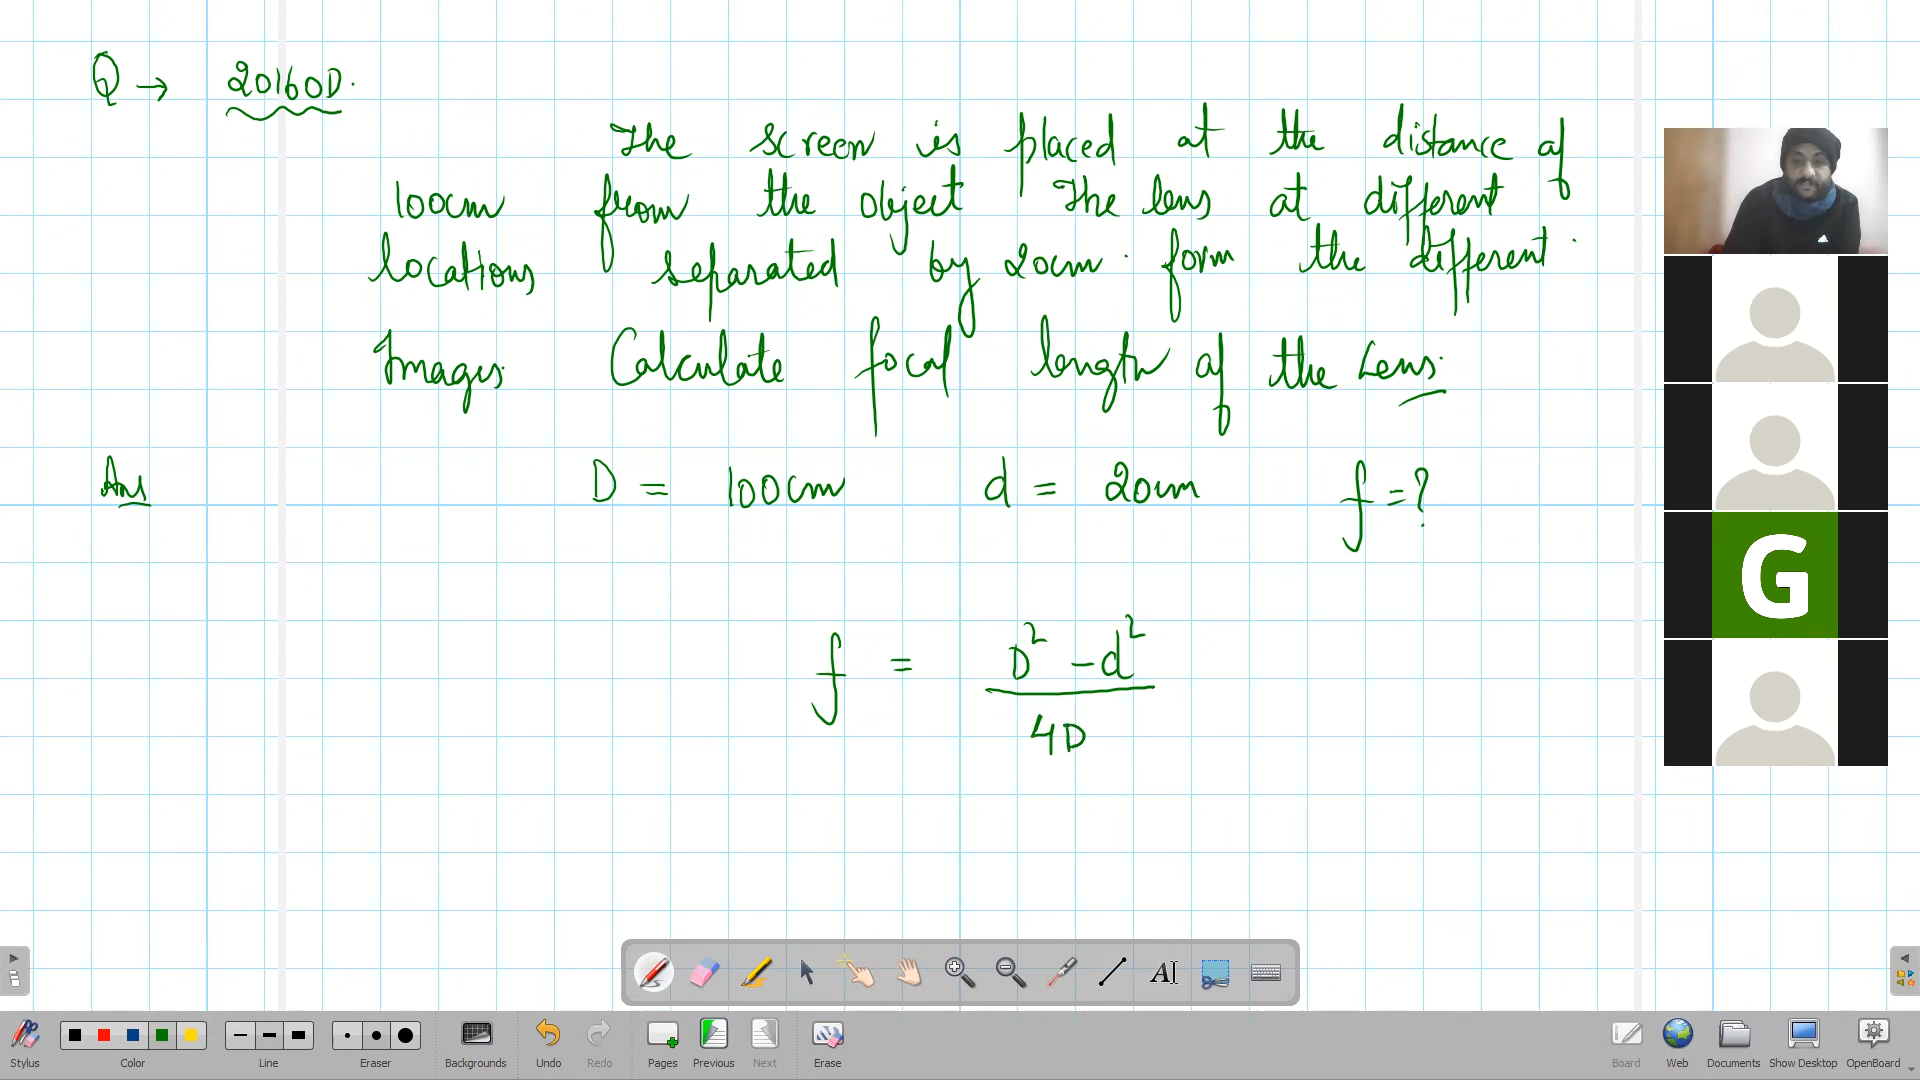 Q → 2016OD.
The screen is placed at the distance of
100cm from the object The lens at different
locations separated by 20cm. form the different
Images. Calculate focal length of the Lens.
Ans D = 100cm d = 20cm f = ?
f = D² - d²
4D
G
AI
Stylus Color Line Eraser Backgrounds Undo Redo Pages Previous Next Erase Board Web Documents Show Desktop OpenBoard